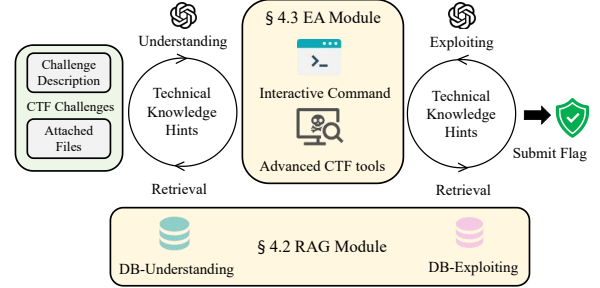 § 4.3 EA Module
Understanding
Exploiting
Challenge
Description
CTF Challenges
Attached
Files
Technical
Knowledge
Hints
>_
Interactive Command
Advanced CTF tools
Technical
Knowledge
Hints
Submit Flag
Retrieval
Retrieval
§ 4.2 RAG Module
DB-Understanding
DB-Exploiting